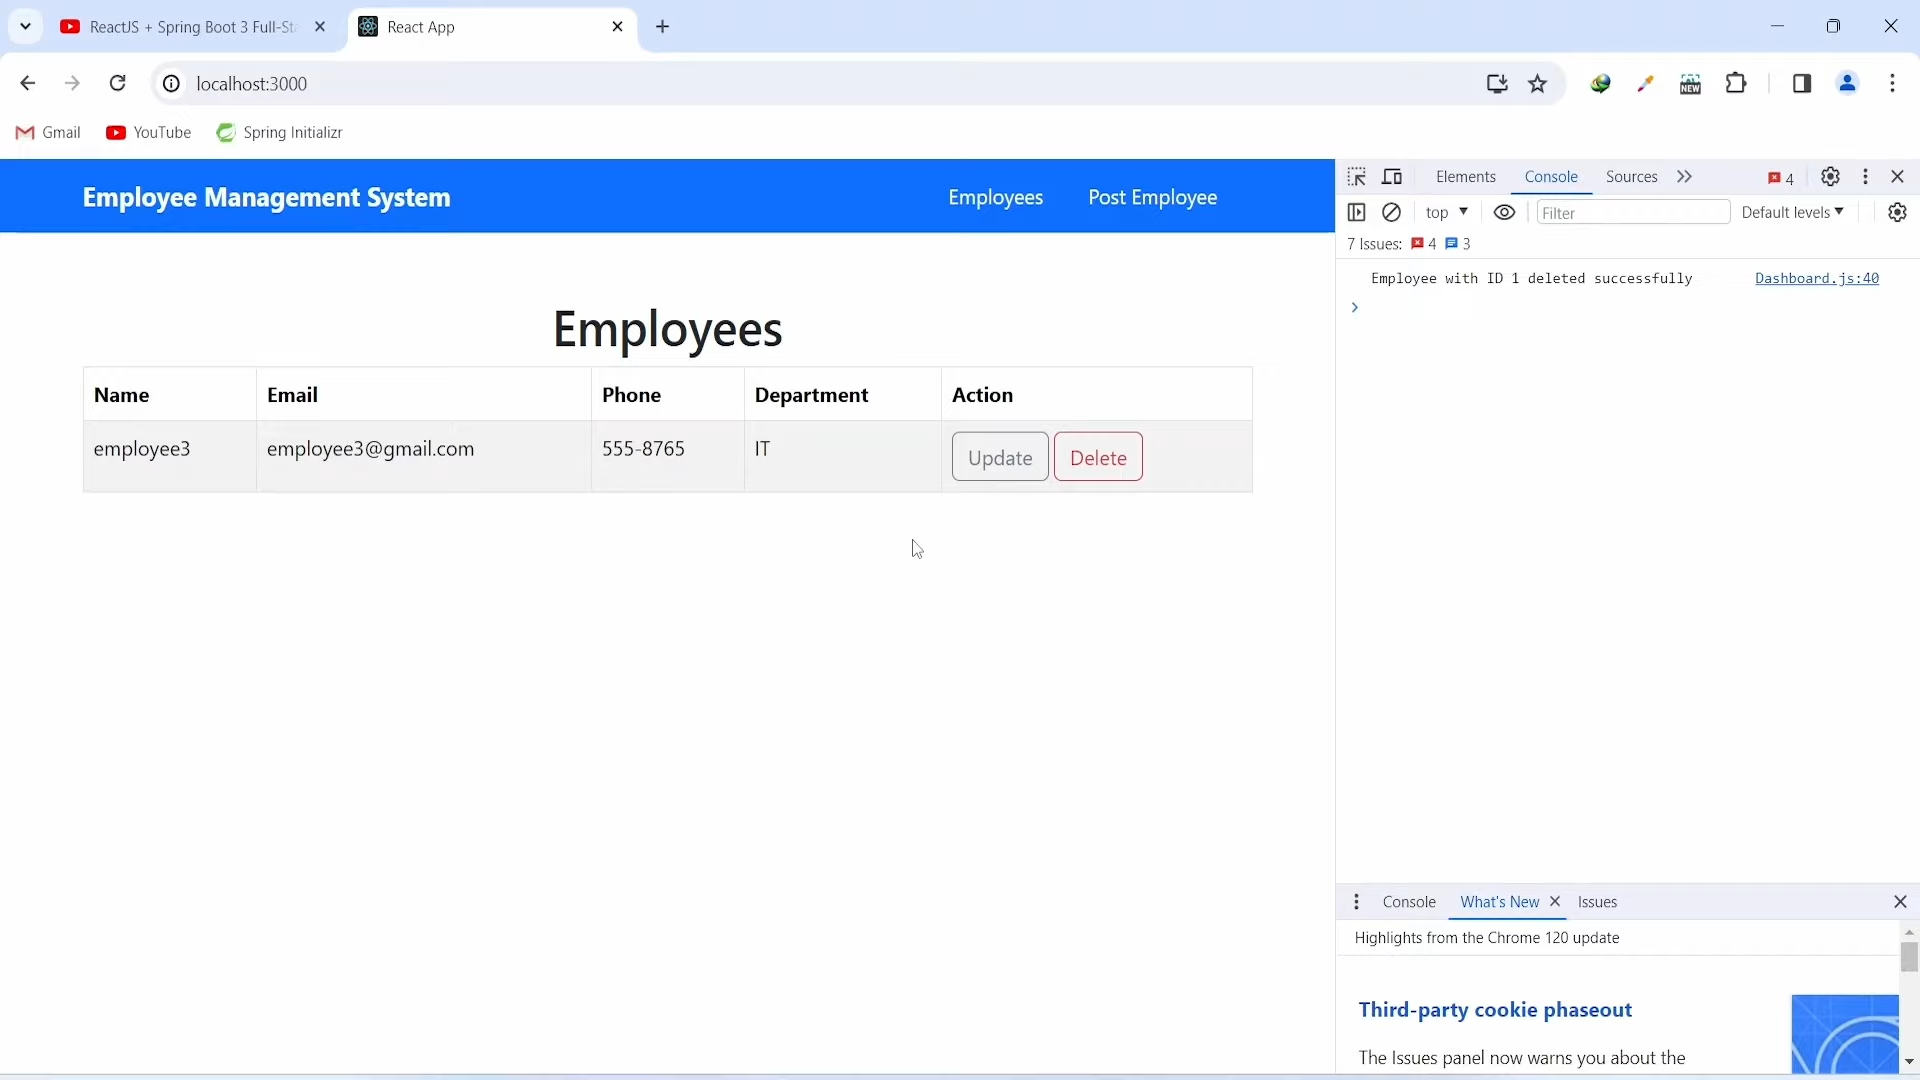 ReactJS + Spring Boot 3 Full-St
React App
localhost:3000
NEW
Gmail
YouTube
Spring Initializr
Employee Management System
Employees
Post Employee
Elements
Console
Sources
4
top
Filter
Default levels
7 Issues: 4 3
Employee with ID 1 deleted successfully
Dashboard.js:40
Employees
Name Email Phone Department Action
employee3 employee3@gmail.com 555-8765 IT Update Delete
Console
What's New
Issues
Highlights from the Chrome 120 update
Third-party cookie phaseout
The Issues panel now warns you about the